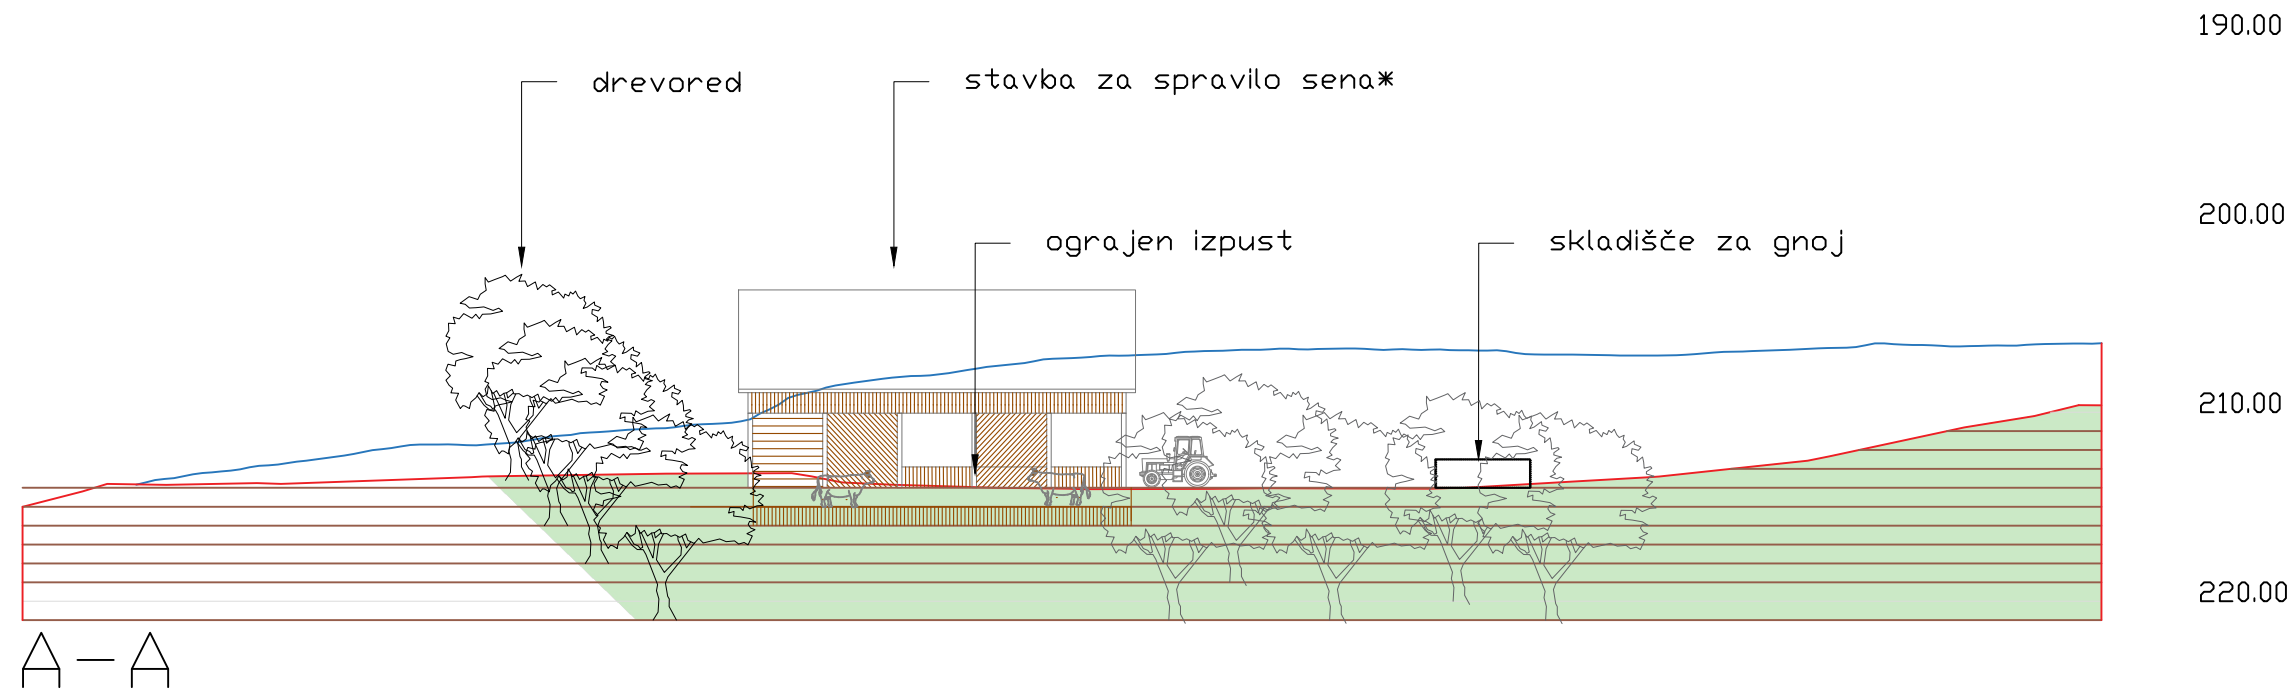 190.00
drevored
stavba za spravilo sena*
200.00
ograjen izpust
skladišče za gnoj
210.00
220.00
A—A